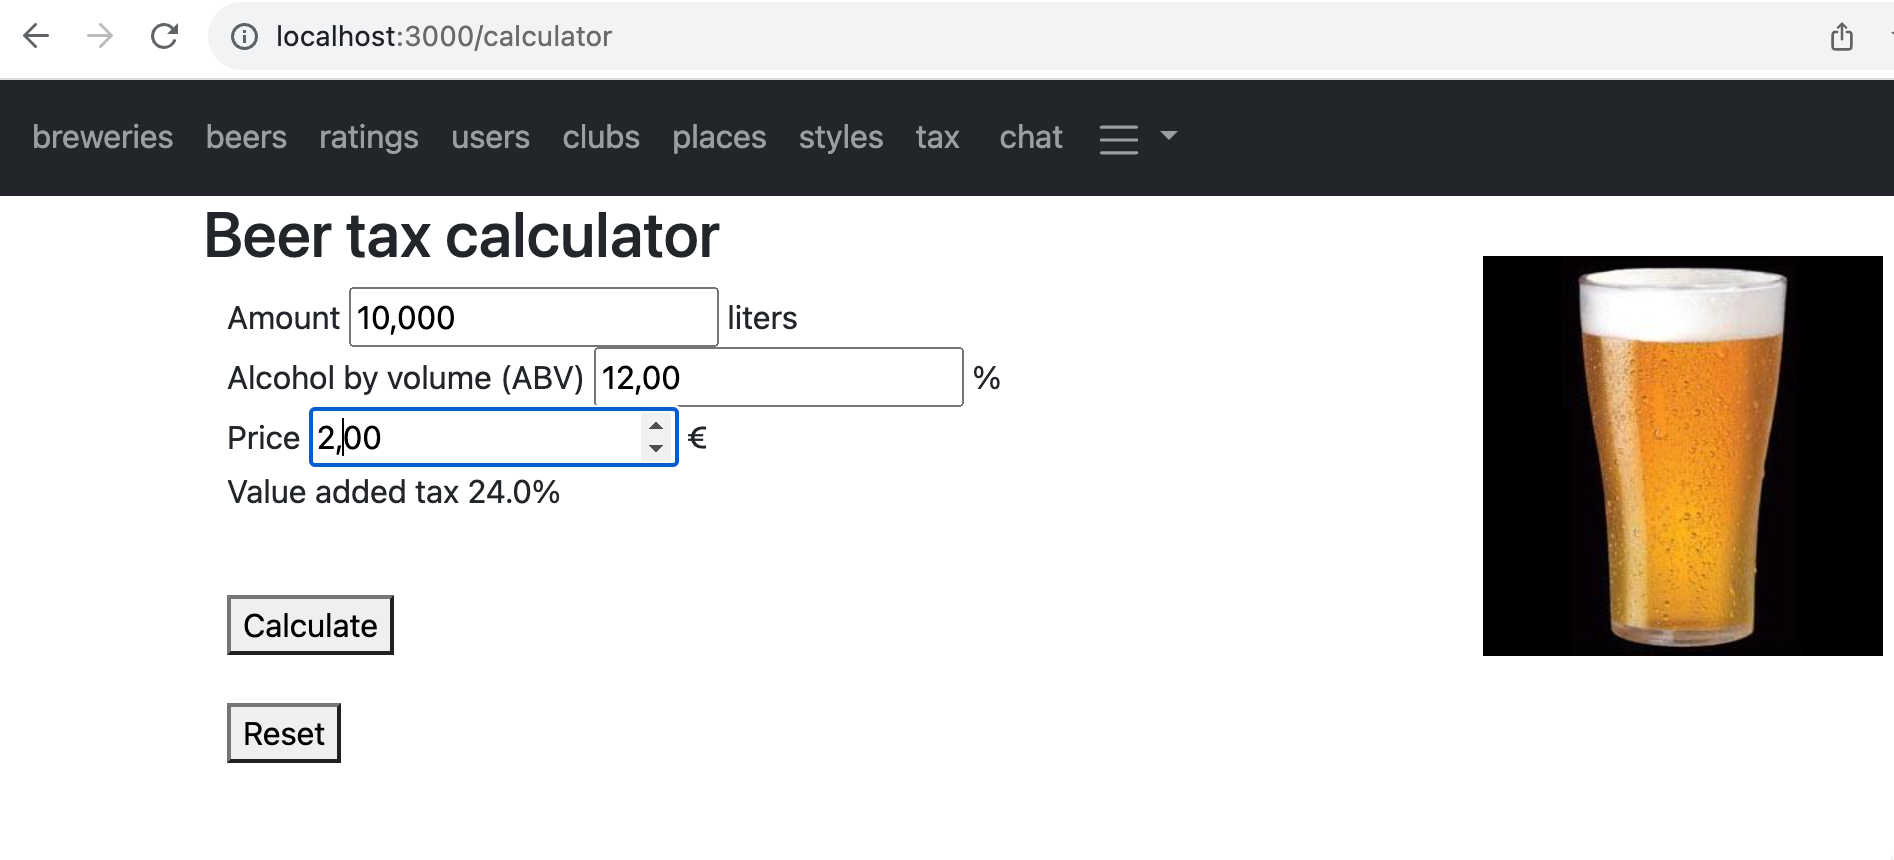 localhost:3000/calculator
breweries beers ratings users clubs places styles tax chat
Beer tax calculator
Amount 10,000 liters
Alcohol by volume (ABV) 12,00 %
Price 2,00 €
Value added tax 24.0%
Calculate
Reset